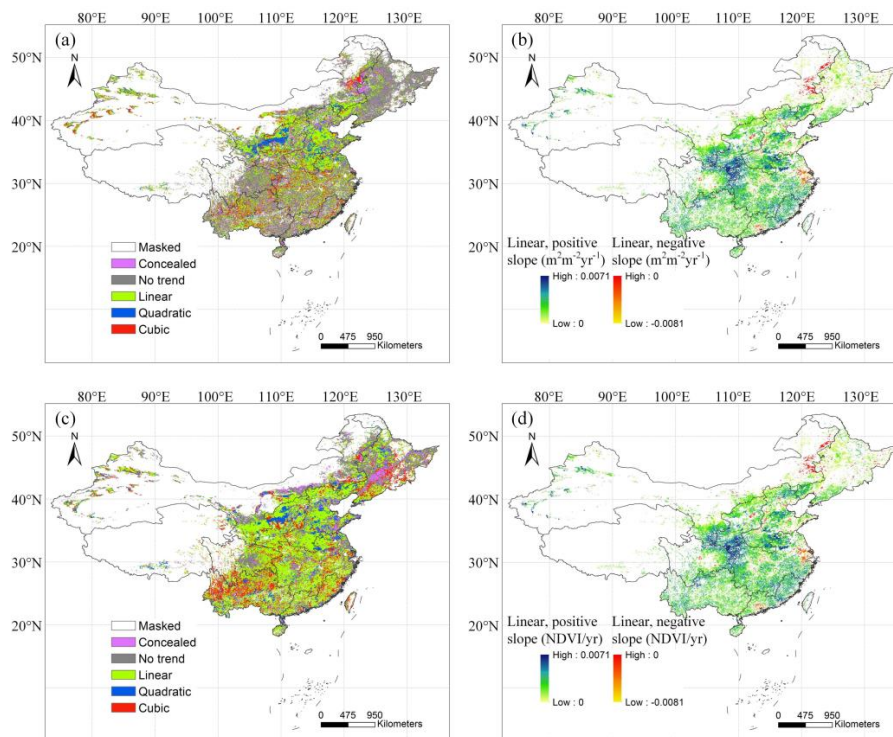 80°E 90°E 100°E 110°E 120°E 130°E
(a)
N
50°N
40°N
30°N
20°N
Masked
Concealed
No trend
Linear
Quadratic
Cubic
0 475 950
Kilometers
80°E 90°E 100°E 110°E 120°E 130°E
(b)
N
50°N
40°N
30°N
20°N
Linear, positive Linear, negative
slope (m²m⁻²yr⁻¹) slope (m²m⁻²yr⁻¹)
High : 0.0071 High : 0
Low : 0 Low : -0.0081
0 475 950
Kilometers
80°E 90°E 100°E 110°E 120°E 130°E
(c)
N
50°N
40°N
30°N
20°N
Masked
Concealed
No trend
Linear
Quadratic
Cubic
0 475 950
Kilometers
80°E 90°E 100°E 110°E 120°E 130°E
(d)
N
50°N
40°N
30°N
20°N
Linear, positive Linear, negative
slope (NDVI/yr) slope (NDVI/yr)
High : 0.0071 High : 0
Low : 0 Low : -0.0081
0 475 950
Kilometers